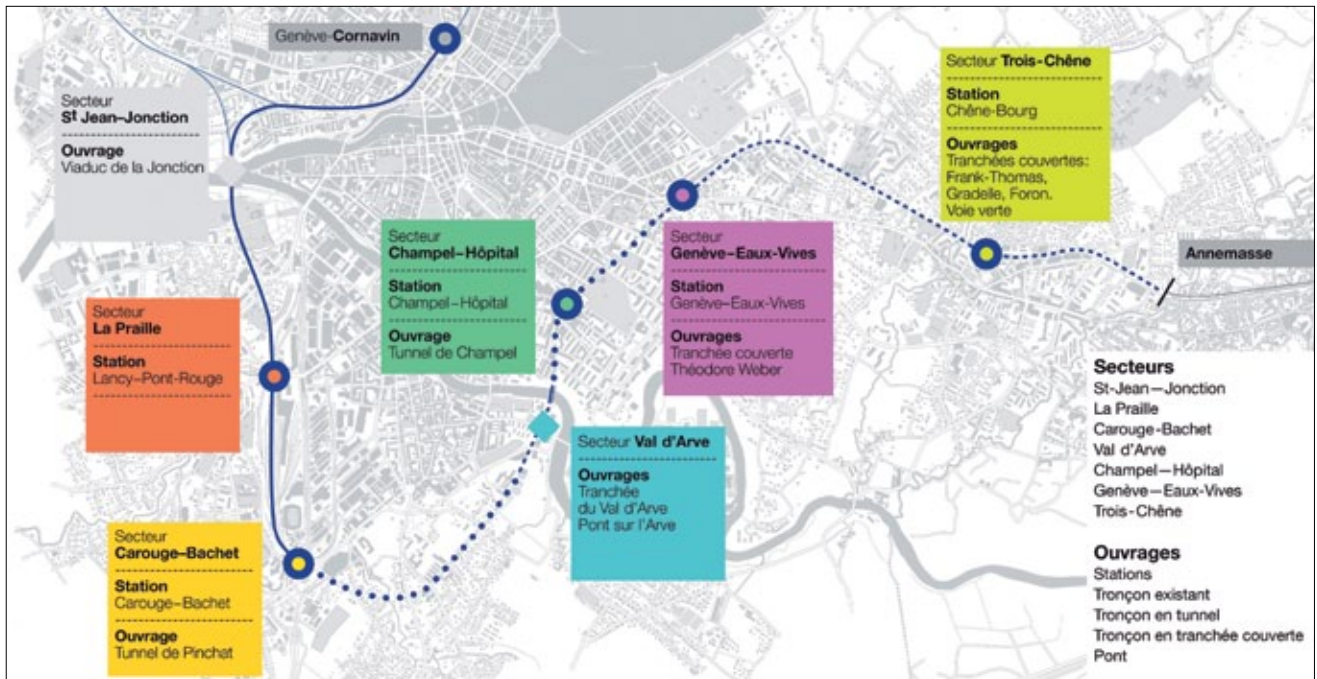 Genève-Cornavin
Secteur
St Jean–Jonction
Ouvrage
Viaduc de la Jonction
Secteur
La Praille
Station
Lancy–Pont-Rouge
Secteur
Carouge–Bachet
Station
Carouge–Bachet
Ouvrage
Tunnel de Pinchat
Secteur
Champel–Hôpital
Station
Champel–Hôpital
Ouvrage
Tunnel de Champel
Secteur Val d'Arve
Ouvrages
Tranchée
du Val d'Arve
Pont sur l'Arve
Secteur
Genève–Eaux-Vives
Station
Genève–Eaux-Vives
Ouvrages
Tranchée couverte
Théodore Weber
Secteur Trois-Chêne
Station
Chêne-Bourg
Ouvrages
Tranchées couvertes:
Frank-Thomas,
Gradelle, Foron.
Voie verte
Annemasse
Secteurs
St-Jean—Jonction
La Praille
Carouge-Bachet
Val d'Arve
Champel—Hôpital
Genève—Eaux-Vives
Trois-Chêne
Ouvrages
Stations
Tronçon existant
Tronçon en tunnel
Tronçon en tranchée couverte
Pont